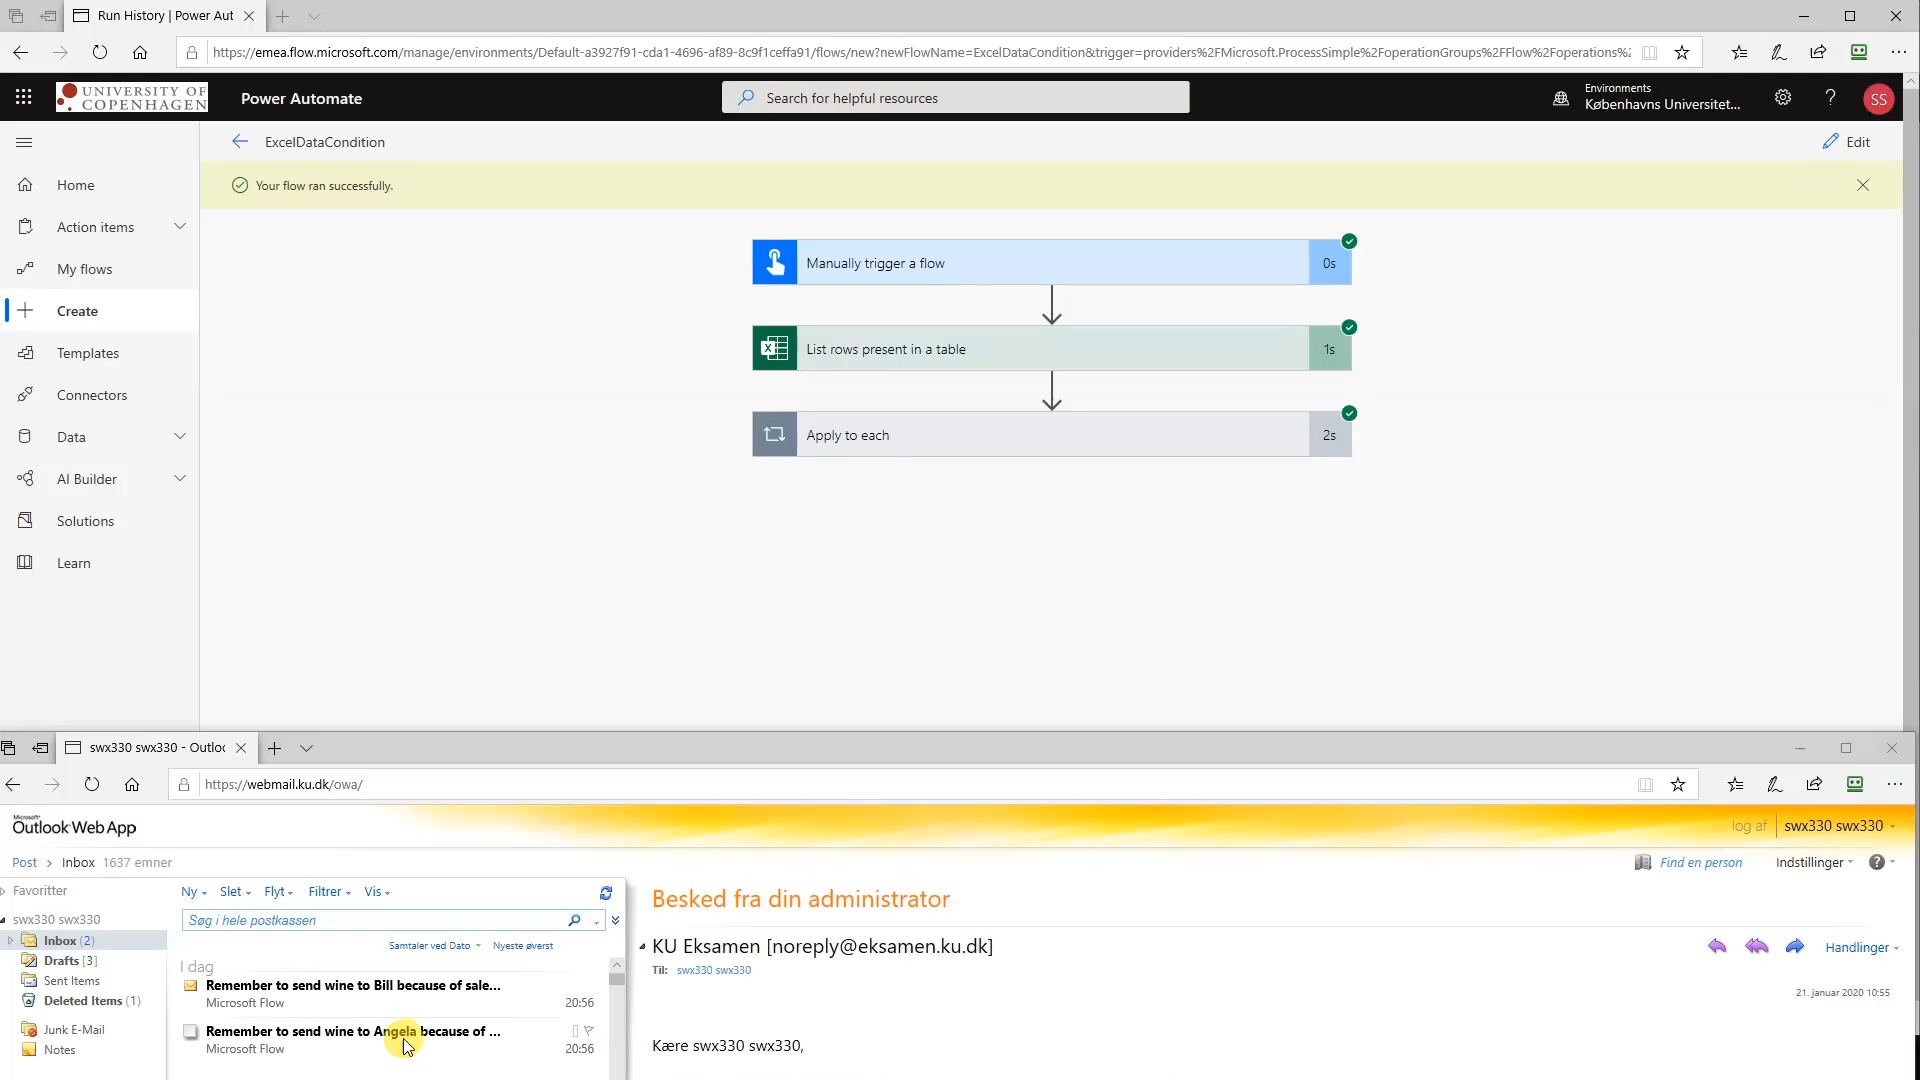 Run History | Power Aut
https://emea.flow.microsoft.com/manage/environments/Default-a3927f91-cda1-4696-af89-8c9f1ceffa91/flows/new?newFlowName=ExcelDataCondition&trigger=providers%2FMicrosoft.ProcessSimple%2FoperationGroups%2FFlow%2Foperations%2
UNIVERSITY OF
COPENHAGEN
Power Automate
Search for helpful resources
Environments
Københavns Universitet...
?
SS
ExcelDataCondition
Edit
Your flow ran successfully.
Home
Action items
My flows
Create
Templates
Connectors
Data
AI Builder
Solutions
Learn
Manually trigger a flow
0s
List rows present in a table
1s
Apply to each
2s
swx330 swx330 - Outloo
https://webmail.ku.dk/owa/
Microsoft®
Outlook Web App
log af
swx330 swx330
Post > Inbox 1637 emner
Find en person
Indstillinger
?
Favoritter
swx330 swx330
Inbox (2)
Drafts [3]
Sent Items
Deleted Items (1)
Junk E-Mail
Notes
Ny
Slet
Flyt
Filtrer
Vis
Søg i hele postkassen
Samtaler ved Dato
Nyeste øverst
I dag
Remember to send wine to Bill because of sale...
Microsoft Flow
20:56
Remember to send wine to Angela because of ...
Microsoft Flow
20:56
Besked fra din administrator
KU Eksamen [noreply@eksamen.ku.dk]
Til: swx330 swx330
Handlinger
21. januar 2020 10:55
Kære swx330 swx330,